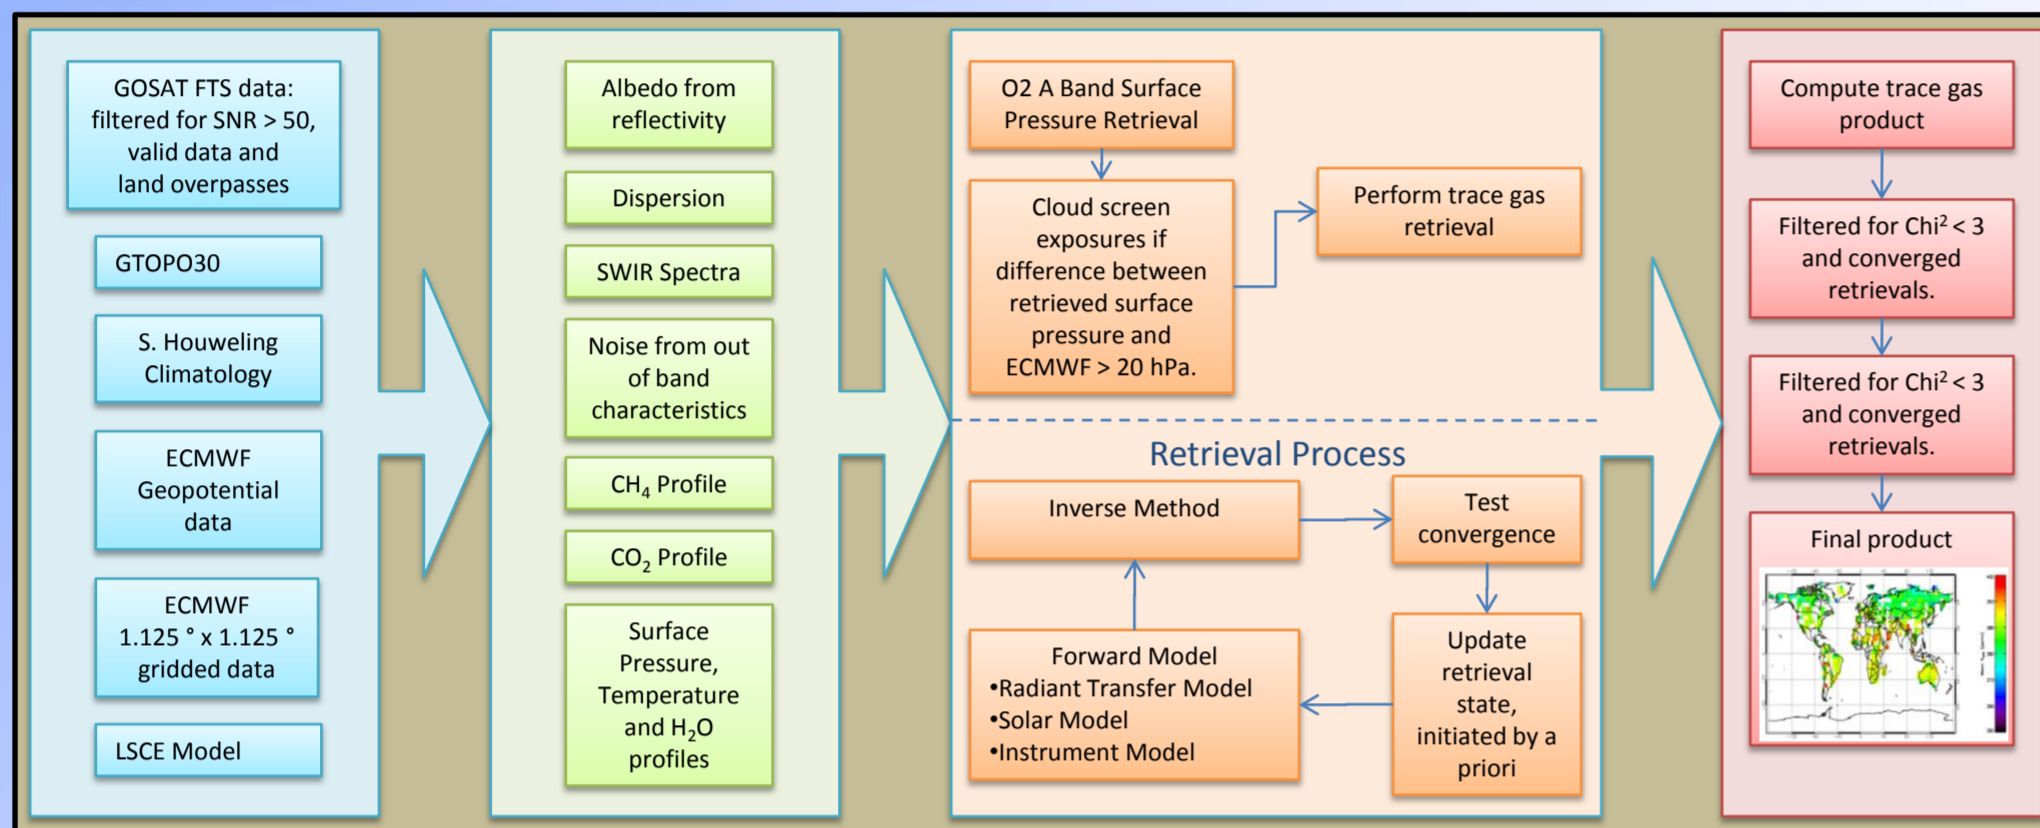 GOSAT FTS data:
filtered for SNR > 50,
valid data and
land overpasses
GTOPO30
S. Houweling
Climatology
ECMWF
Geopotential
data
ECMWF
1.125 ° x 1.125 °
gridded data
LSCE Model
Albedo from
reflectivity
Dispersion
SWIR Spectra
Noise from out
of band
characteristics
CH₄ Profile
CO₂ Profile
Surface
Pressure,
Temperature
and H₂O
profiles
O2 A Band Surface
Pressure Retrieval
Cloud screen
exposures if
difference between
retrieved surface
pressure and
ECMWF > 20 hPa.
Perform trace gas
retrieval
Retrieval Process
Inverse Method
Test
convergence
Forward Model
•Radiant Transfer Model
•Solar Model
•Instrument Model
Update
retrieval
state,
initiated by a
priori
Compute trace gas
product
Filtered for Chi² < 3
and converged
retrievals.
Filtered for Chi² < 3
and converged
retrievals.
Final product